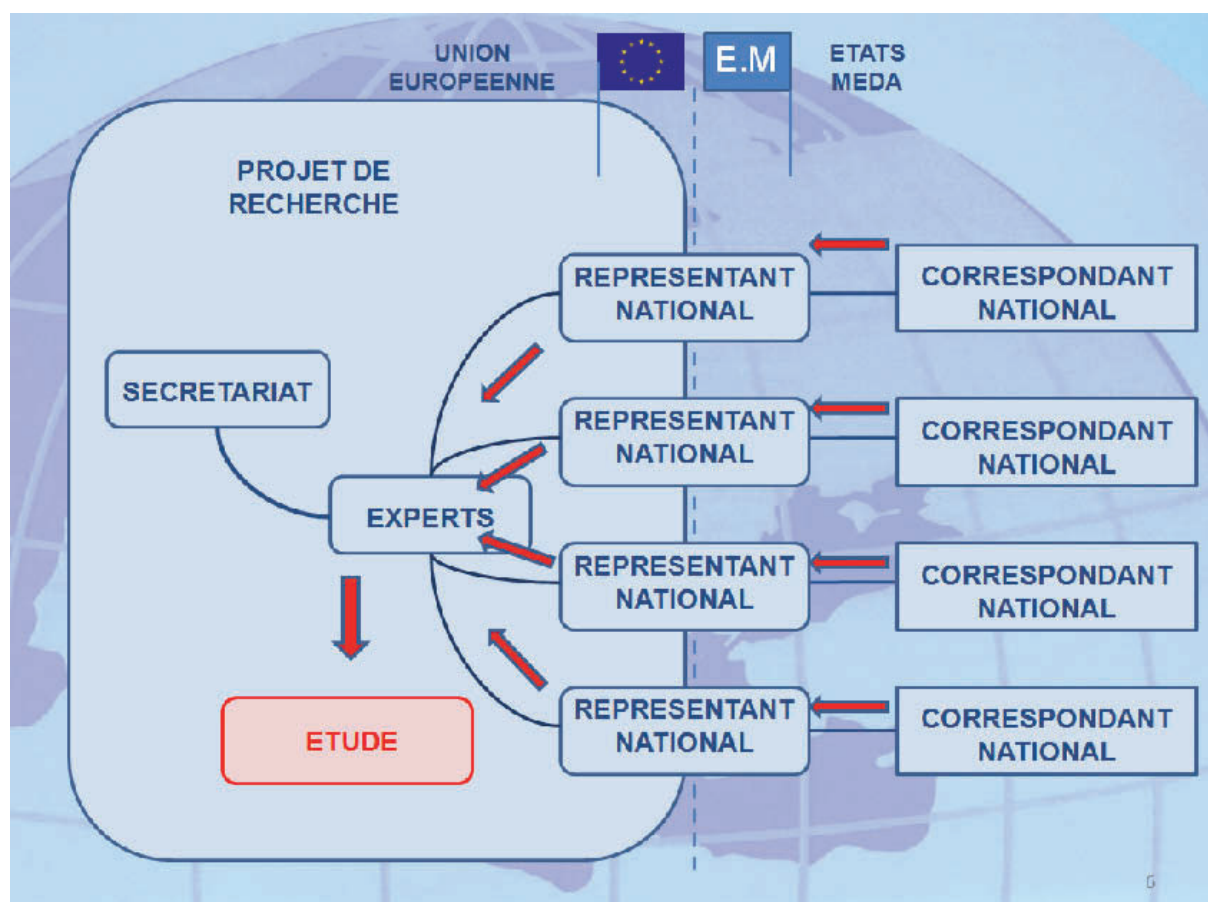 UNION
EUROPEENNE
E.M
ETATS
MEDA
PROJET DE
RECHERCHE
REPRESENTANT
NATIONAL
CORRESPONDANT
NATIONAL
SECRETARIAT
REPRESENTANT
NATIONAL
CORRESPONDANT
NATIONAL
EXPERTS
REPRESENTANT
NATIONAL
CORRESPONDANT
NATIONAL
REPRESENTANT
NATIONAL
CORRESPONDANT
NATIONAL
ETUDE
6